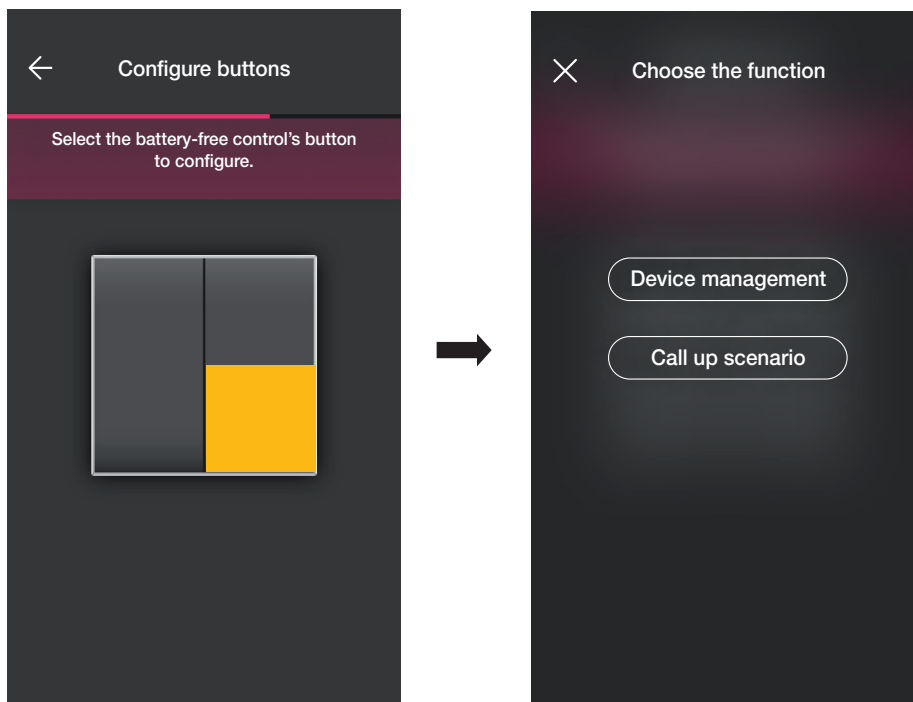 Configure buttons
Select the battery-free control's button
to configure.
Choose the function
Device management
Call up scenario